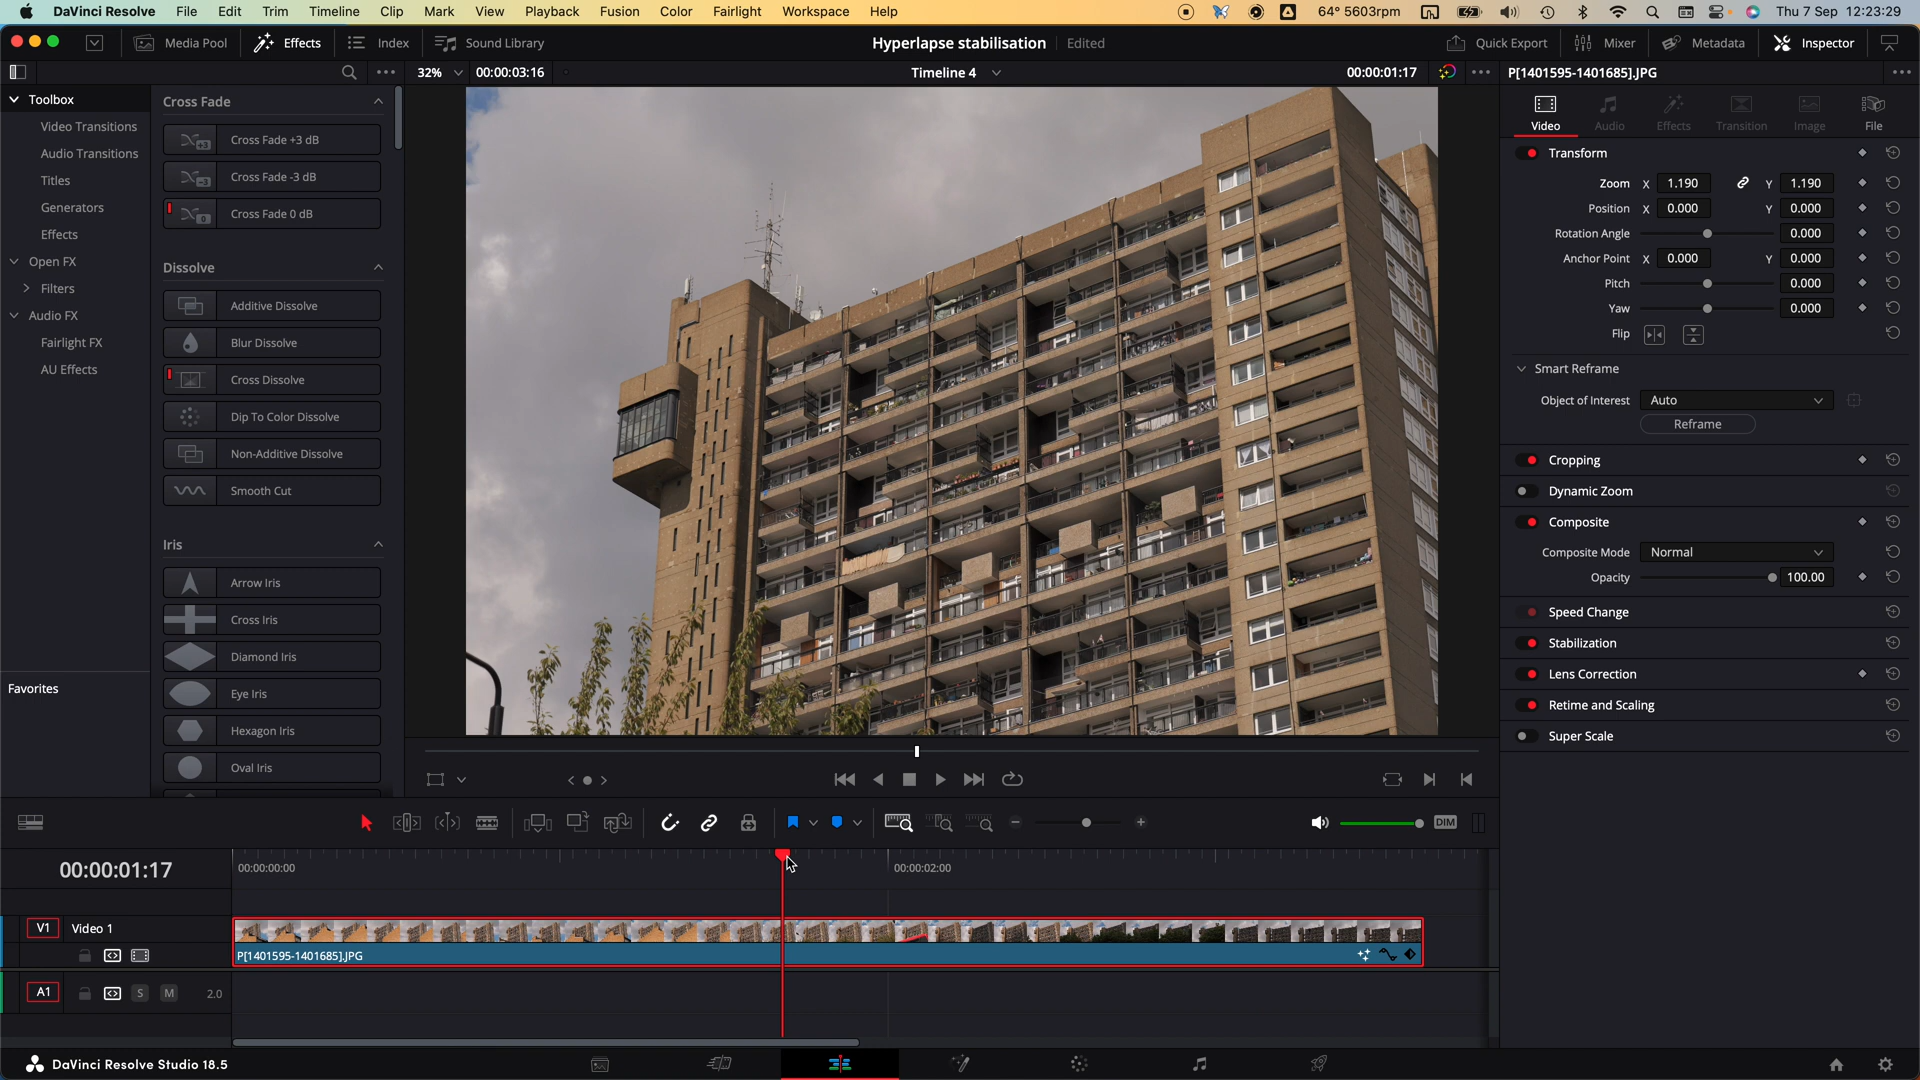 DaVinci Resolve File Edit Trim Timeline Clip Mark View Playback Fusion Color Fairlight Workspace Help 64° 5603rpm Thu 7 Sep 12:23:29
Media Pool Effects Index Sound Library Hyperlapse stabilisation Edited Quick Export Mixer Metadata Inspector
32% 00:00:03:16 Timeline 4 00:00:01:17 P[1401595-1401685].JPG
Toolbox
Video Transitions
Audio Transitions
Titles
Generators
Effects
Open FX
Filters
Audio FX
Fairlight FX
AU Effects
Favorites
Cross Fade
+3 Cross Fade +3 dB
-3 Cross Fade -3 dB
0 Cross Fade 0 dB
Dissolve
Additive Dissolve
Blur Dissolve
Cross Dissolve
Dip To Color Dissolve
Non-Additive Dissolve
Smooth Cut
Iris
Arrow Iris
Cross Iris
Diamond Iris
Eye Iris
Hexagon Iris
Oval Iris
Video Audio Effects Transition Image File
Transform
Zoom X 1.190 Y 1.190
Position X 0.000 Y 0.000
Rotation Angle 0.000
Anchor Point X 0.000 Y 0.000
Pitch 0.000
Yaw 0.000
Flip
Smart Reframe
Object of Interest Auto
Reframe
Cropping
Dynamic Zoom
Composite
Composite Mode Normal
Opacity 100.00
Speed Change
Stabilization
Lens Correction
Retime and Scaling
Super Scale
DIM
00:00:01:17 00:00:00:00 00:00:02:00
V1 Video 1
P[1401595-1401685].JPG
A1 S M 2.0
DaVinci Resolve Studio 18.5